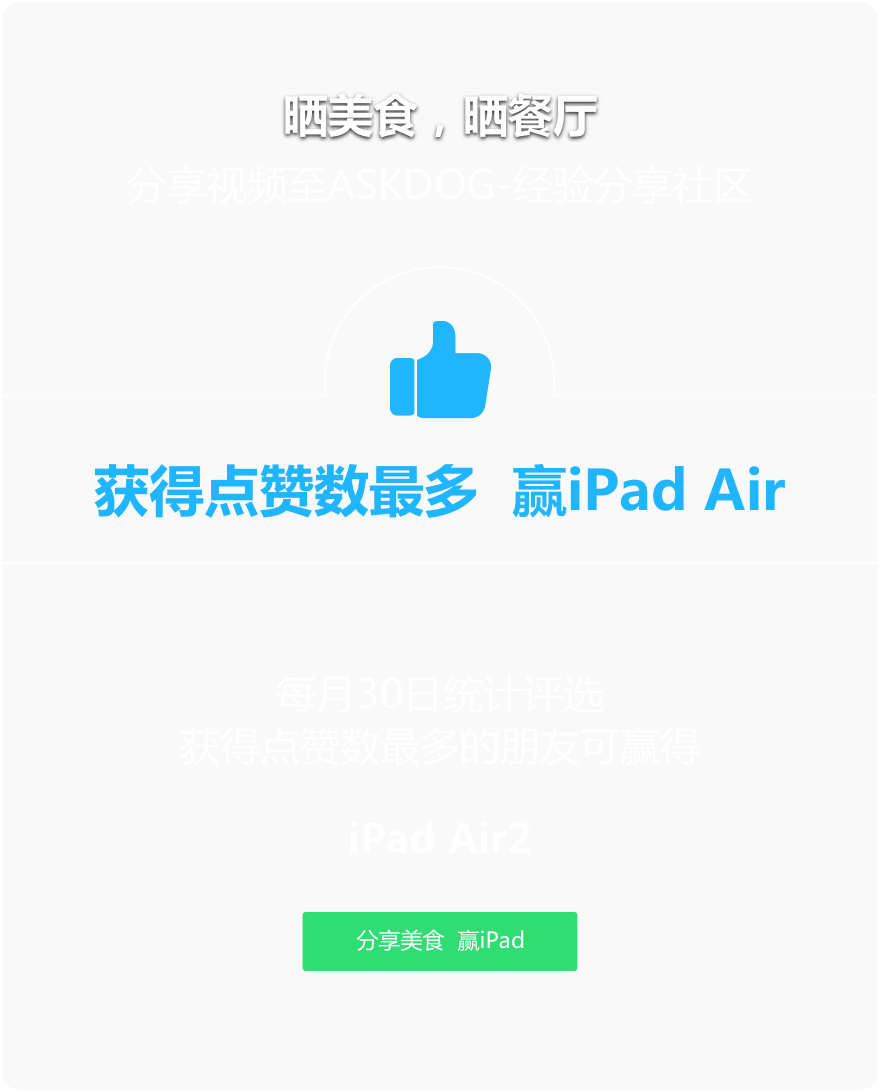 晒美食，晒餐厅
分享视频至ASKDOG-经验分享社区
获得点赞数最多 赢iPad Air
每月30日统计评选
获得点赞数最多的朋友可赢得
iPad Air2
分享美食 赢iPad